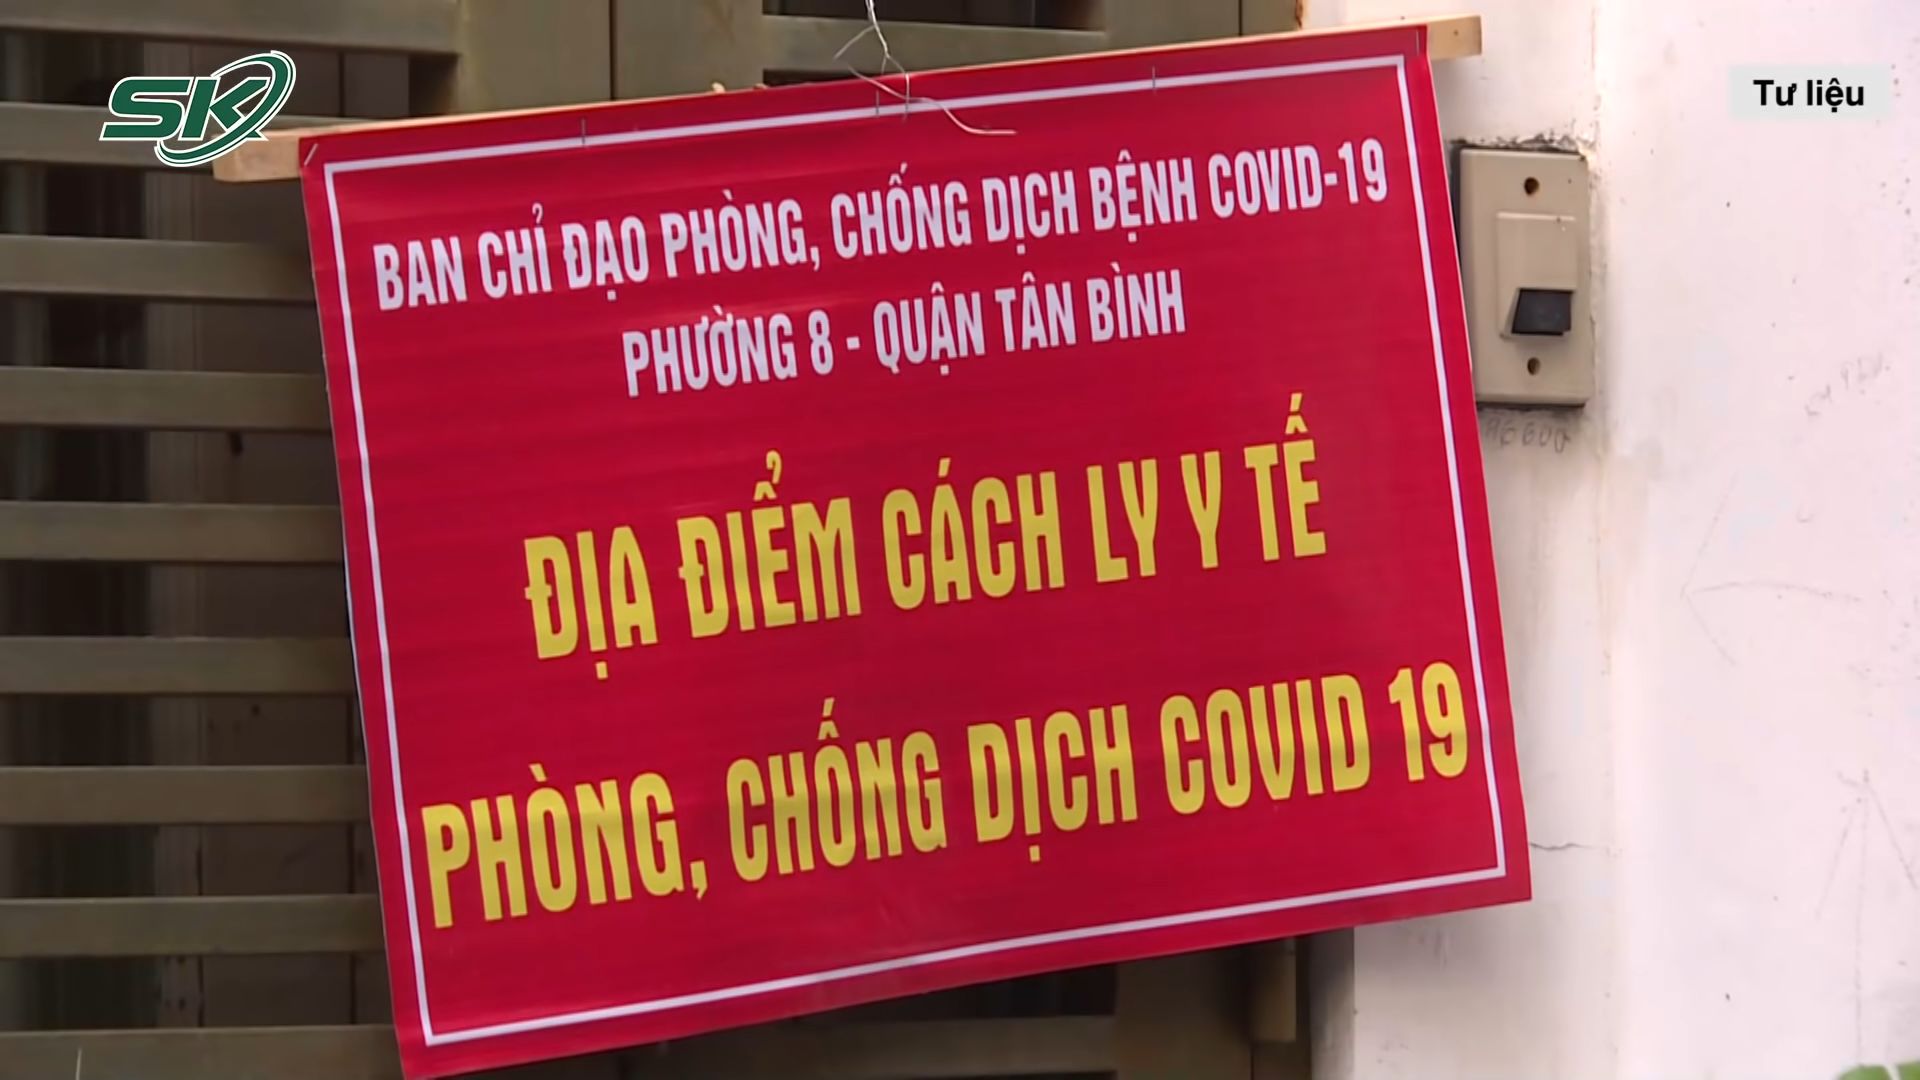 SK
Tư liệu
BAN CHỈ ĐẠO PHÒNG, CHỐNG DỊCH BỆNH COVID-19
PHƯỜNG 8 - QUẬN TÂN BÌNH
ĐỊA ĐIỂM CÁCH LY Y TẾ
PHÒNG, CHỐNG DỊCH COVID 19